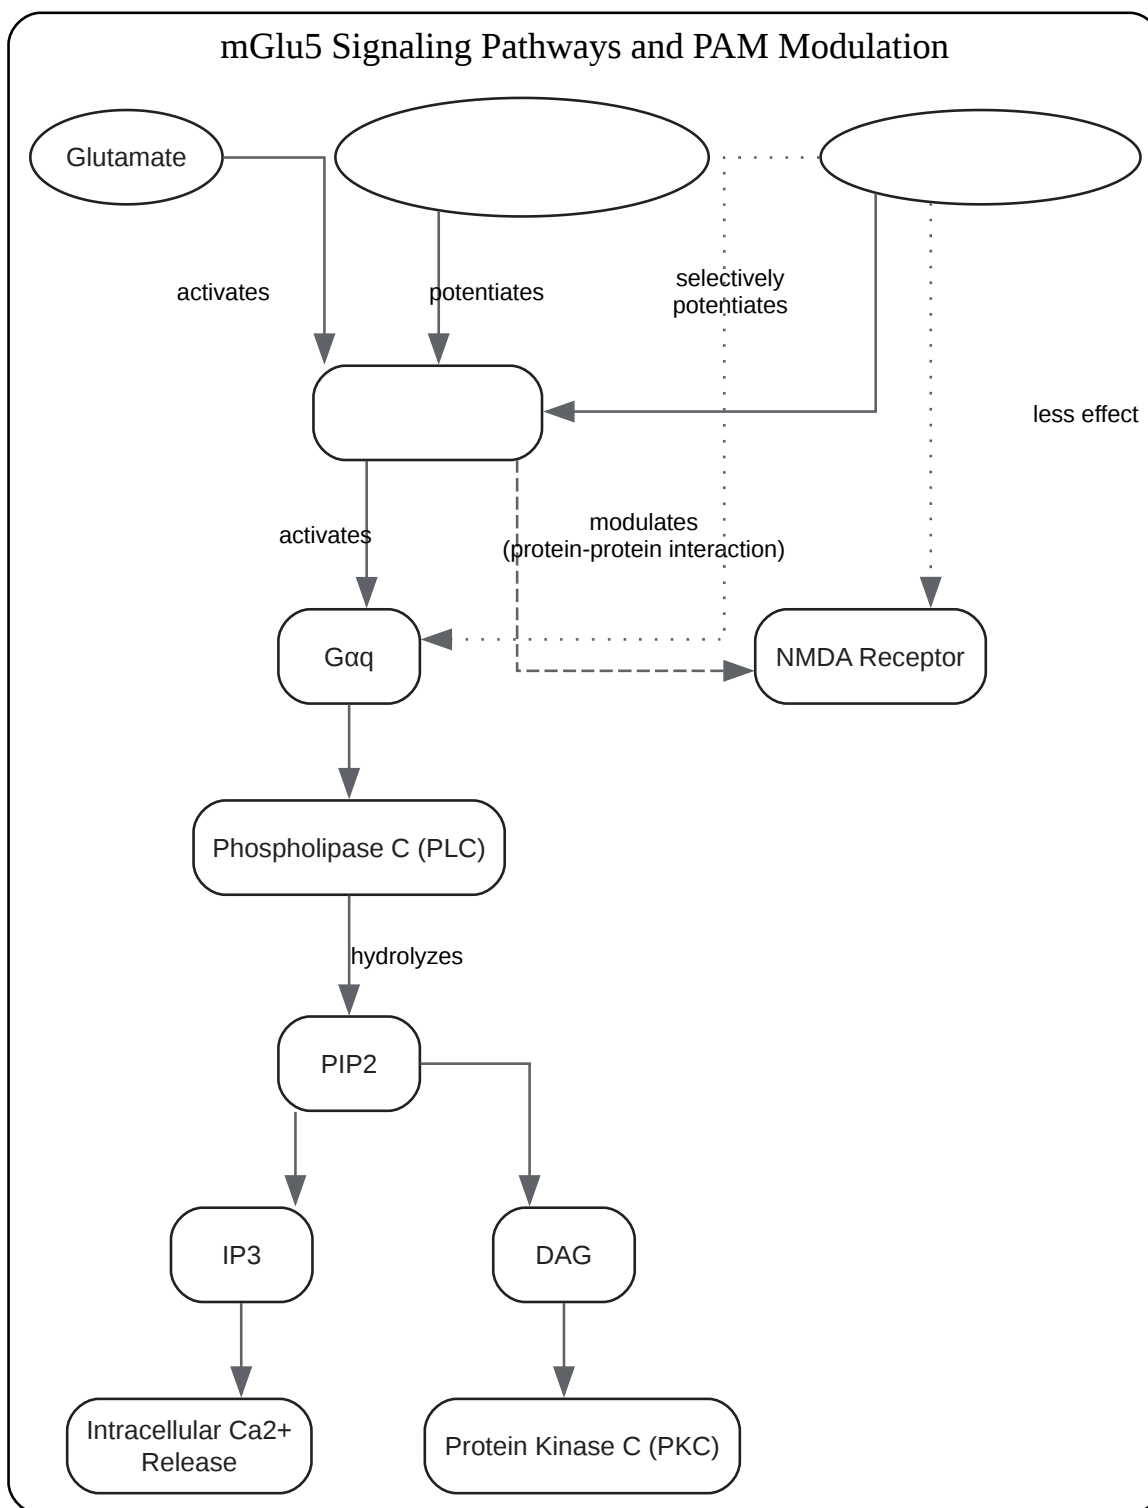 mGlu5 Signaling Pathways and PAM Modulation
Glutamate
activates
potentiates
selectively
potentiates
less effect
activates
modulates
(protein-protein interaction)
Gαq
NMDA Receptor
Phospholipase C (PLC)
hydrolyzes
PIP2
IP3
DAG
Intracellular Ca2+
Release
Protein Kinase C (PKC)